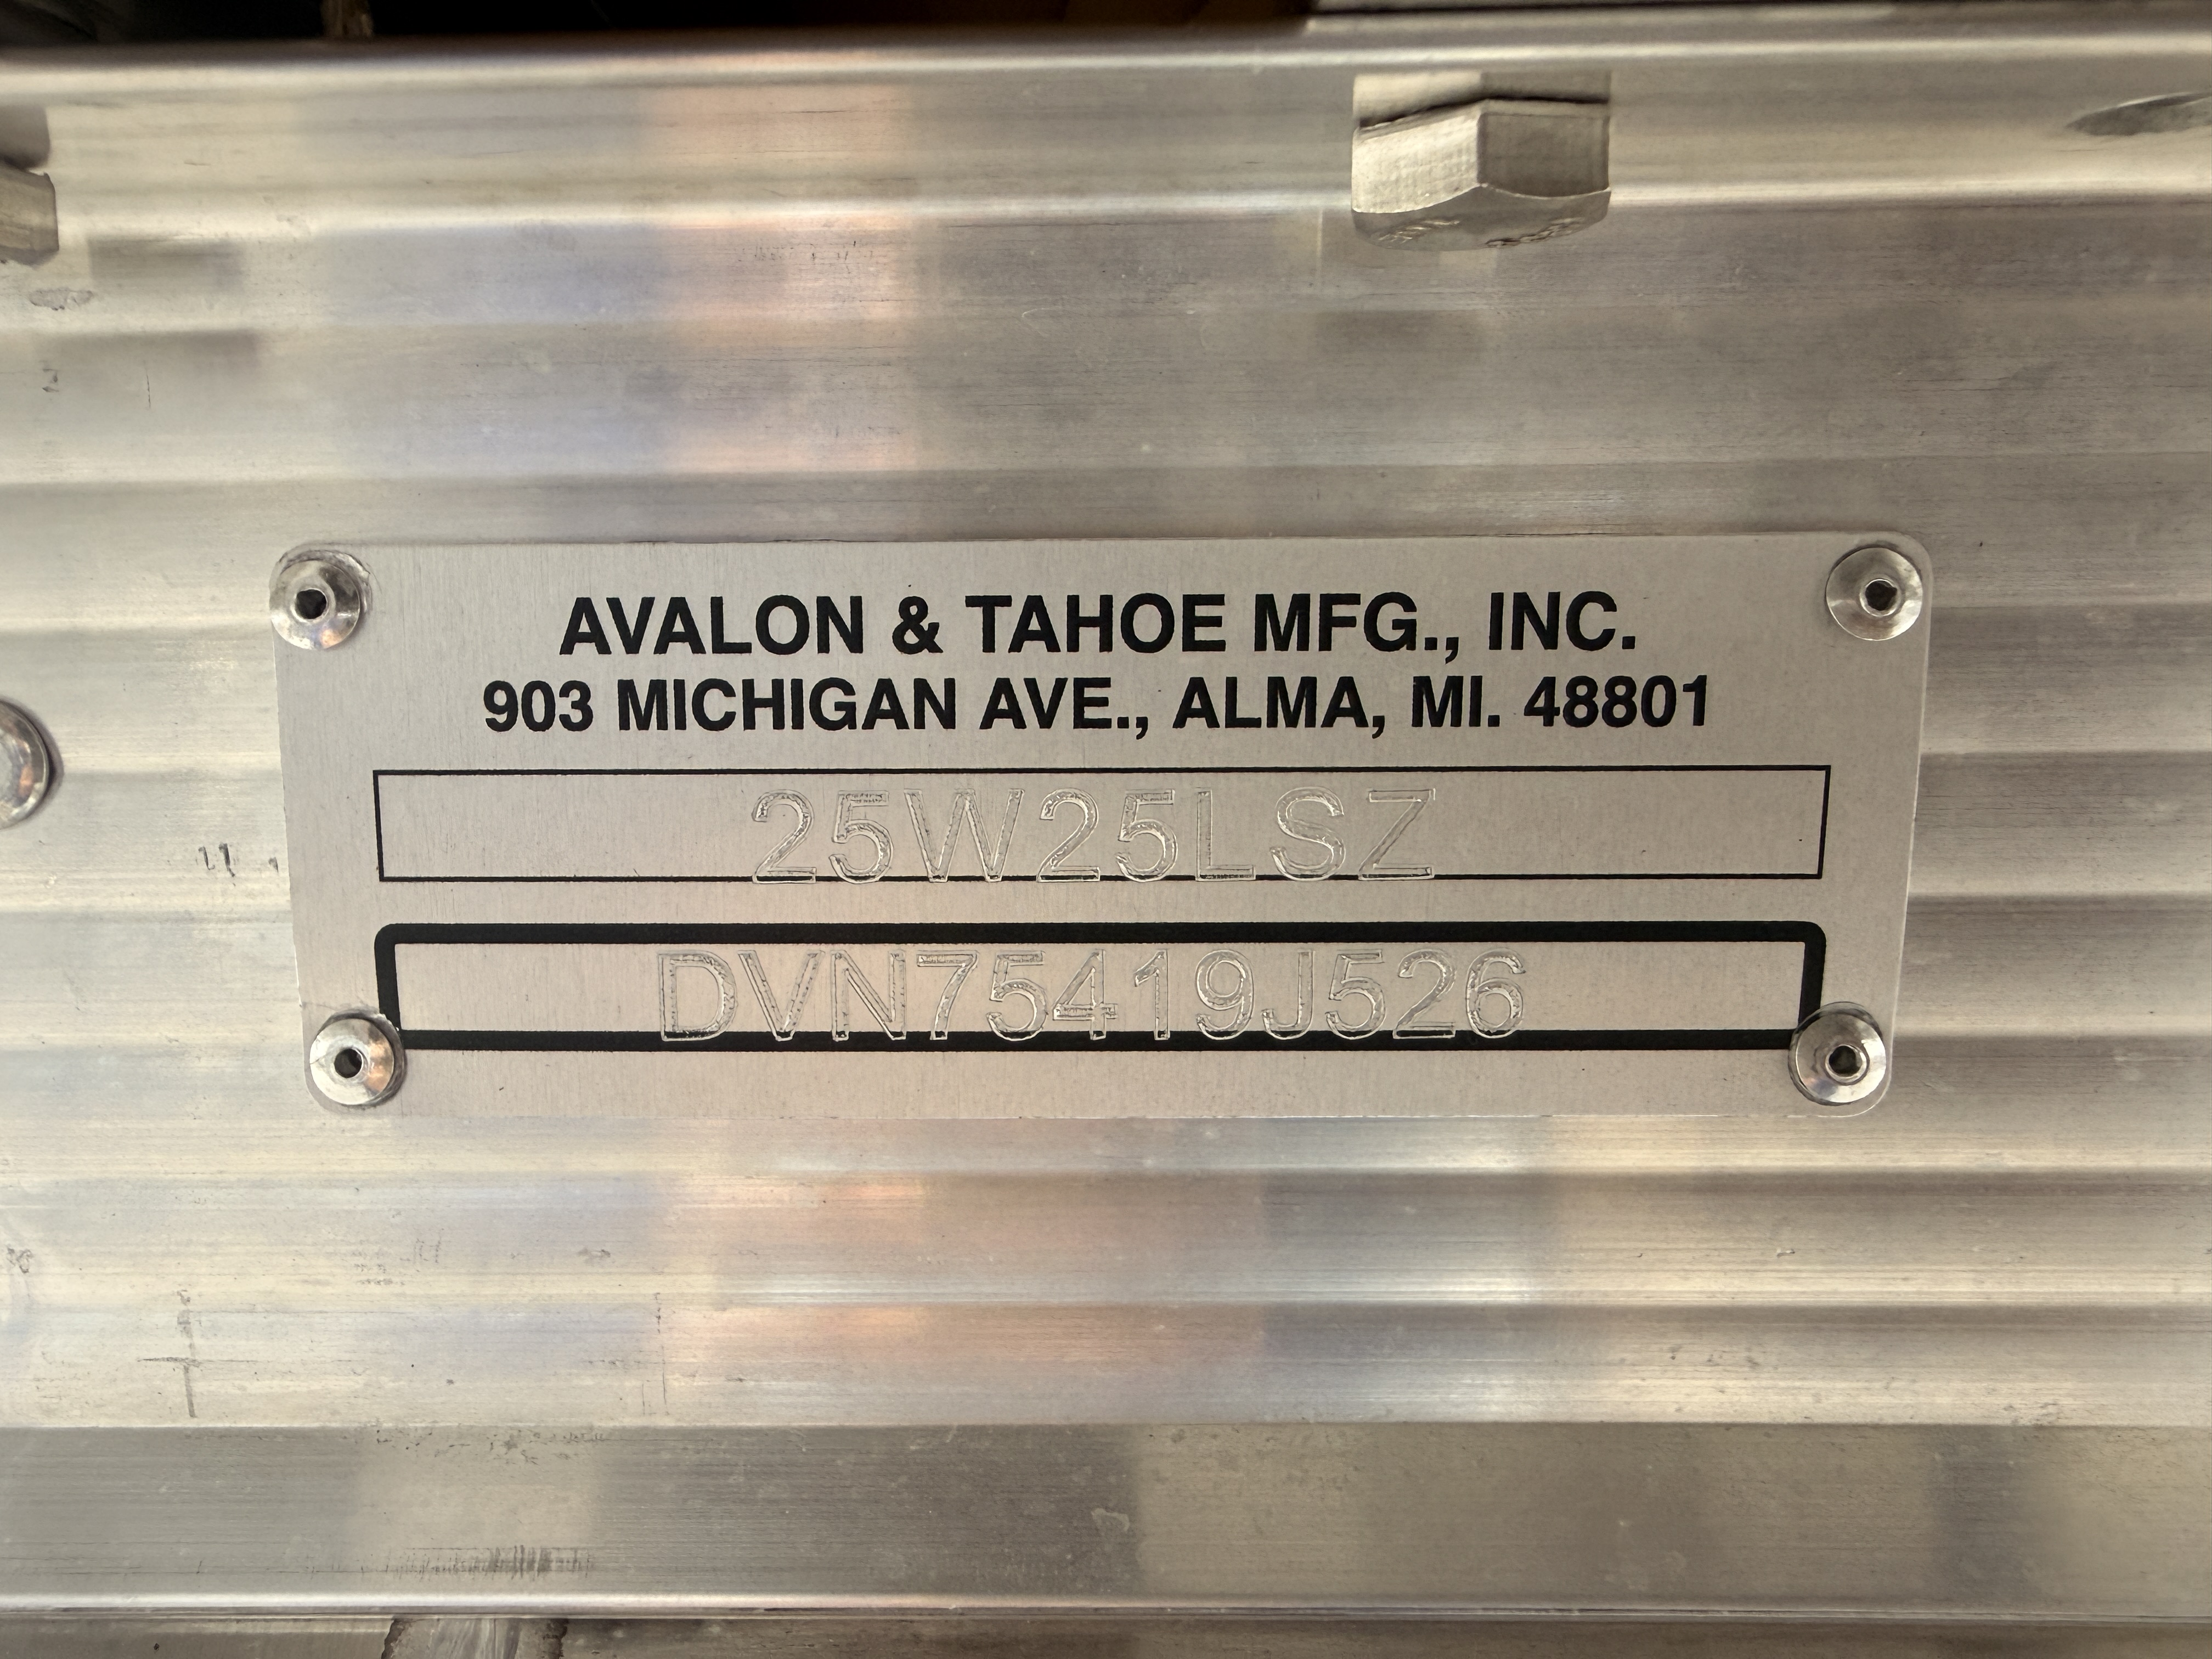 AVALON & TAHOE MFG., INC.
903 MICHIGAN AVE., ALMA, MI. 48801
25W25LSZ
DVN75419J526